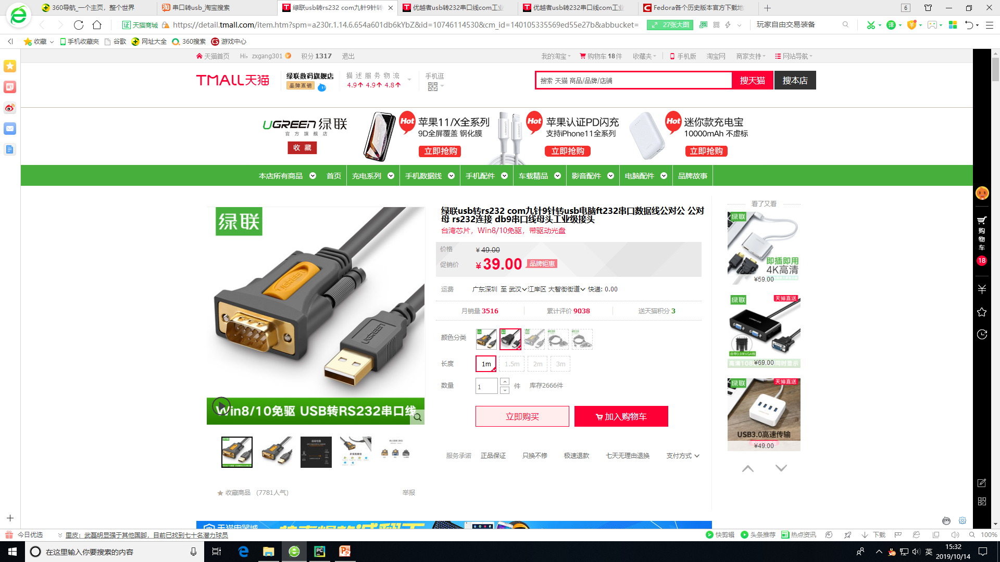 360导航_一个主页，整个世界
串口转usb_淘宝搜索
绿联usb转rs232 com九针9针转
优越者usb转232串口线com工业
优越者usb转232串口线com工业
Fedora各个历史版本官方下载地
6
证 天猫商城
https://detail.tmall.com/item.htm?spm=a230r.1.14.6.654a601db6kYbZ&id=10746114530&cm_id=140105335569ed55e27b&abbucket=
27张大图
玩家自由交易装备
译
收藏
手机收藏夹
谷歌
网址大全
360搜索
游戏中心
天猫首页
Hi，zxgang301
积分 1317
退出
我的淘宝
购物车 18 件
收藏夹
手机版
淘宝网
商家支持
网站导航
TMALL天猫
绿联数码旗舰店
品牌直销
描 述 服 务 物 流
4.9 4.9 4.8
手机逛
搜索 天猫 商品/品牌/店铺
搜天猫
搜本店
UGREEN 绿联
官方旗舰店
收藏
Hot
苹果11/X全系列
9D全屏覆盖 钢化膜
立即抢购
Hot
苹果认证PD闪充
支持iPhone11全系列
立即抢购
Hot
迷你款充电宝
10000mAh 不虚标
立即抢购
本店所有商品
首页
充电系列
手机数据线
手机配件
车载精品
影音配件
电脑配件
品牌故事
绿联
UGREEN
UGREEN
Win8/10免驱 USB转RS232串口线
绿联usb转rs232 com九针9针转usb电脑ft232串口数据线公对公 公对
母 rs232连接 db9串口线母头工业级接头
台湾芯片，Win8/10免驱，带驱动光盘
价格
¥ 49.00
促销价
¥ 39.00
品牌钜惠
运费
广东深圳 至 武汉 江岸区 大智街街道 快递: 0.00
月销量 3516
累计评价 9038
送天猫积分 3
颜色分类
长度
1m
1.5m
2m
3m
数量
1
件
库存2666件
立即购买
加入购物车
服务承诺
正品保证
只换不修
极速退款
七天无理由退换
支付方式
收藏商品 (7781人气)
举报
看了又看
绿联
即插即用
4K高清
¥59.00
绿联
天猫直送
¥69.00
绿联
天猫直送
USB3.0高速传输
¥49.00
购物车
18
天猫电器城
今日优选
里皮：武磊明显强于其他国脚，目前已找到七十名潜力球员
快剪辑
头条推荐
热点资讯
下载
100%
在这里输入你要搜索的内容
英
15:32
2019/10/14